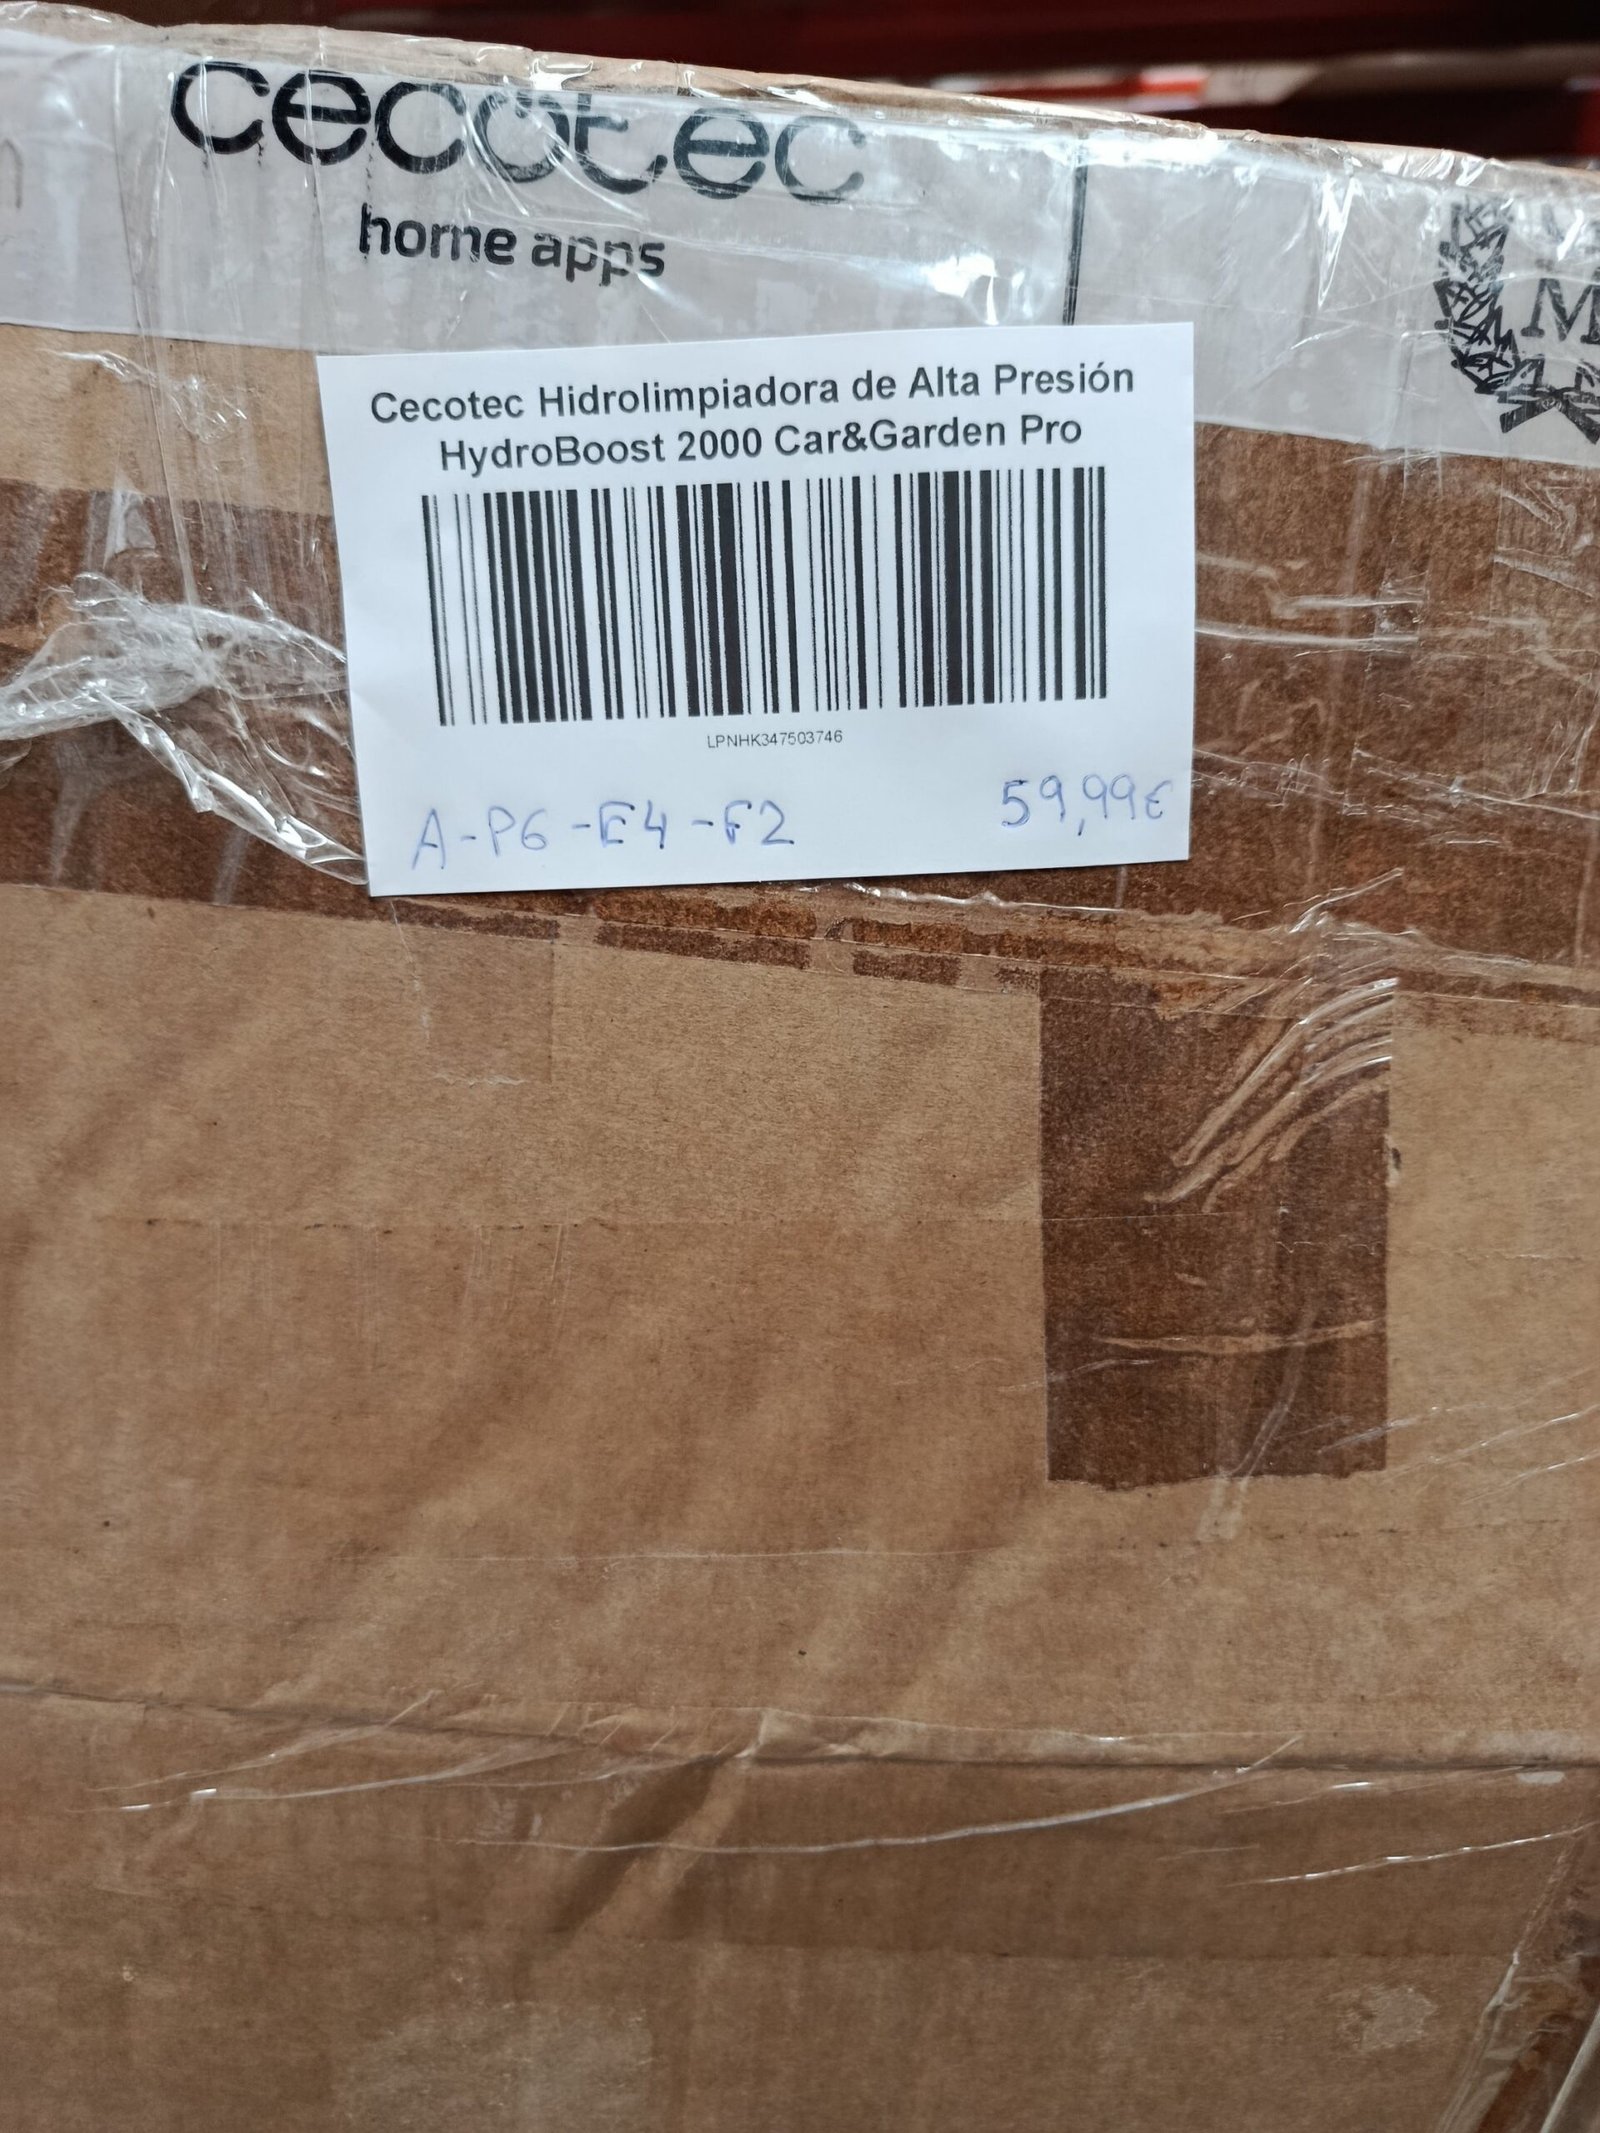 cecotec
home apps
M
Cecotec Hidrolimpiadora de Alta Presión
HydroBoost 2000 Car&Garden Pro
LPNHK347503746
A-P6-E4-F2
59,99€